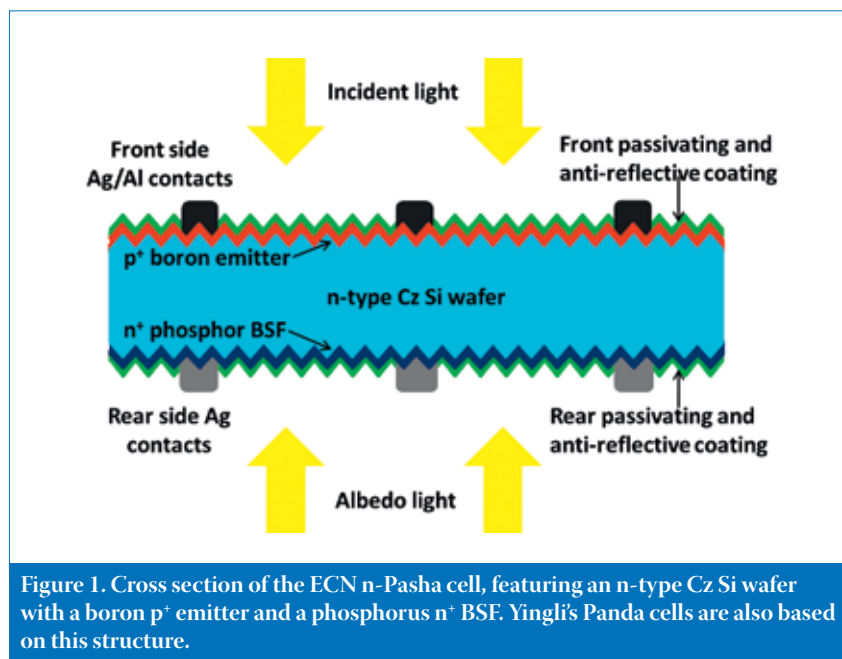 Incident light
Front side
Ag/Al contacts
Front passivating and
anti-reflective coating
p⁺ boron emitter
n-type Cz Si wafer
n⁺ phosphor BSF
Rear side Ag
contacts
Rear passivating and
anti-reflective coating
Albedo light
Figure 1. Cross section of the ECN n-Pasha cell, featuring an n-type Cz Si wafer
with a boron p⁺ emitter and a phosphorus n⁺ BSF. Yingli’s Panda cells are also based
on this structure.